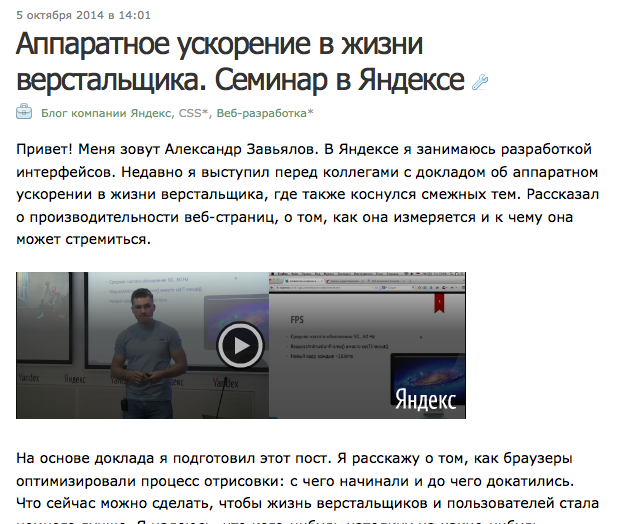 5 октября 2014 в 14:01
Аппаратное ускорение в жизни
верстальщика. Семинар в Яндексе
Блог компании Яндекс, CSS*, Веб-разработка*
Привет! Меня зовут Александр Завьялов. В Яндексе я занимаюсь разработкой
интерфейсов. Недавно я выступил перед коллегами с докладом об аппаратном
ускорении в жизни верстальщика, где также коснулся смежных тем. Рассказал
о производительности веб-страниц, о том, как она измеряется и к чему она
может стремиться.
FPS
Yandex
Яндекс
Yandex
Яндекс
На основе доклада я подготовил этот пост. Я расскажу о том, как браузеры
оптимизировали процесс отрисовки: с чего начинали и до чего докатились.
Что сейчас можно сделать, чтобы жизнь верстальщиков и пользователей стала